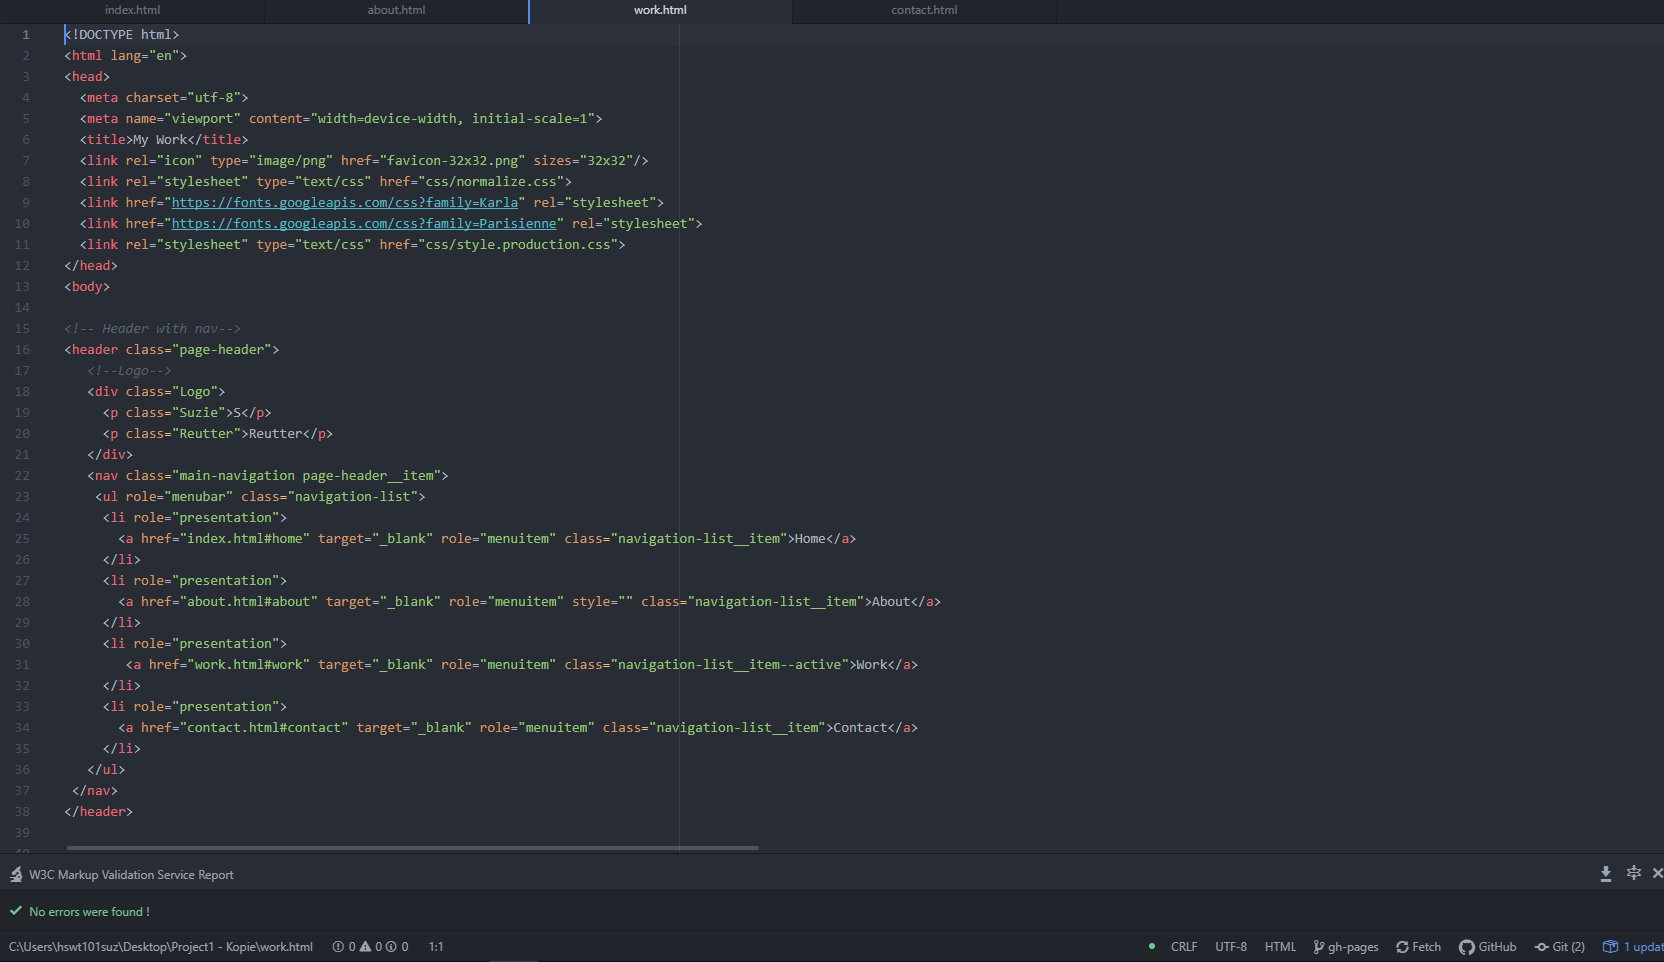 index.html about.html work.html contact.html
1 <!DOCTYPE html>
2 <html lang="en">
3 <head>
4 <meta charset="utf-8">
5 <meta name="viewport" content="width=device-width, initial-scale=1">
6 <title>My Work</title>
7 <link rel="icon" type="image/png" href="favicon-32x32.png" sizes="32x32"/>
8 <link rel="stylesheet" type="text/css" href="css/normalize.css">
9 <link href="https://fonts.googleapis.com/css?family=Karla" rel="stylesheet">
10 <link href="https://fonts.googleapis.com/css?family=Parisienne" rel="stylesheet">
11 <link rel="stylesheet" type="text/css" href="css/style.production.css">
12 </head>
13 <body>
14
15 <!-- Header with nav-->
16 <header class="page-header">
17 <!--Logo-->
18 <div class="Logo">
19 <p class="Suzie">S</p>
20 <p class="Reutter">Reutter</p>
21 </div>
22 <nav class="main-navigation page-header__item">
23 <ul role="menubar" class="navigation-list">
24 <li role="presentation">
25 <a href="index.html#home" target="_blank" role="menuitem" class="navigation-list__item">Home</a>
26 </li>
27 <li role="presentation">
28 <a href="about.html#about" target="_blank" role="menuitem" style="" class="navigation-list__item">About</a>
29 </li>
30 <li role="presentation">
31 <a href="work.html#work" target="_blank" role="menuitem" class="navigation-list__item--active">Work</a>
32 </li>
33 <li role="presentation">
34 <a href="contact.html#contact" target="_blank" role="menuitem" class="navigation-list__item">Contact</a>
35 </li>
36 </ul>
37 </nav>
38 </header>
39
40
W3C Markup Validation Service Report
No errors were found !
C:\Users\hswt101suz\Desktop\Project1 - Kopie\work.html 0 0 0 1:1 CRLF UTF-8 HTML gh-pages Fetch GitHub Git (2) 1 updat